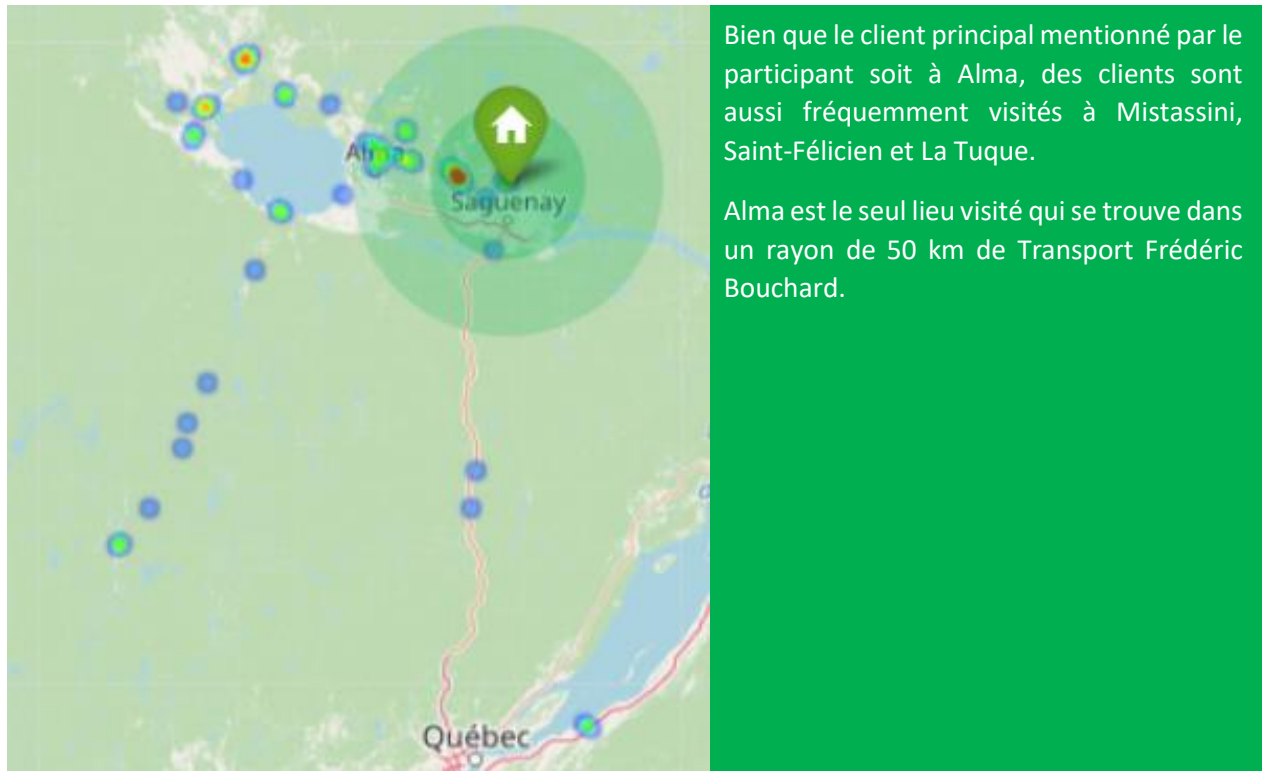 Bien que le client principal mentionné par le
participant soit à Alma, des clients sont
aussi fréquemment visités à Mistassini,
Saint-Félicien et La Tuque.
Alma est le seul lieu visité qui se trouve dans
un rayon de 50 km de Transport Frédéric
Bouchard.
Alma
Saguenay
Québec